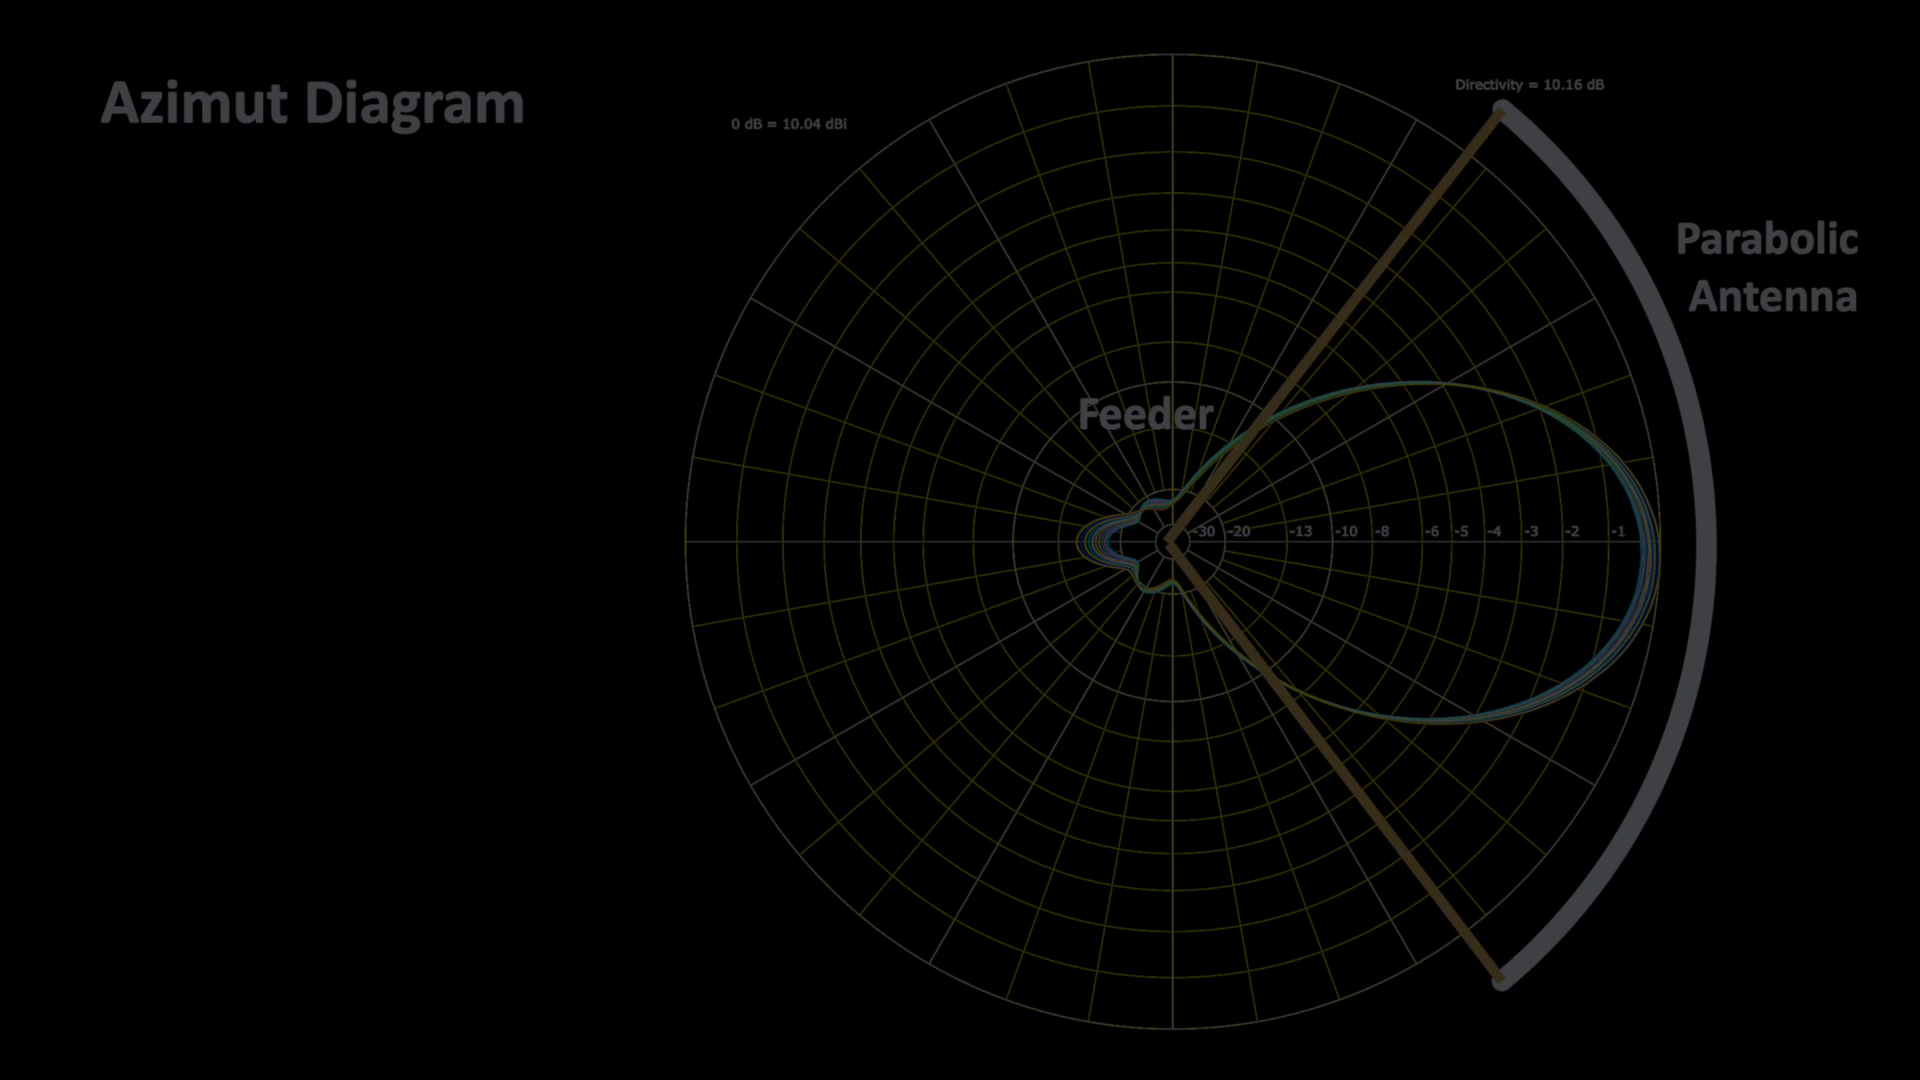 Azimut Diagram
0 dB = 10.04 dBi
Directivity = 10.16 dB
Parabolic
Antenna
Feeder
-30 -20 -13 -10 -8 -6 -5 -4 -3 -2 -1